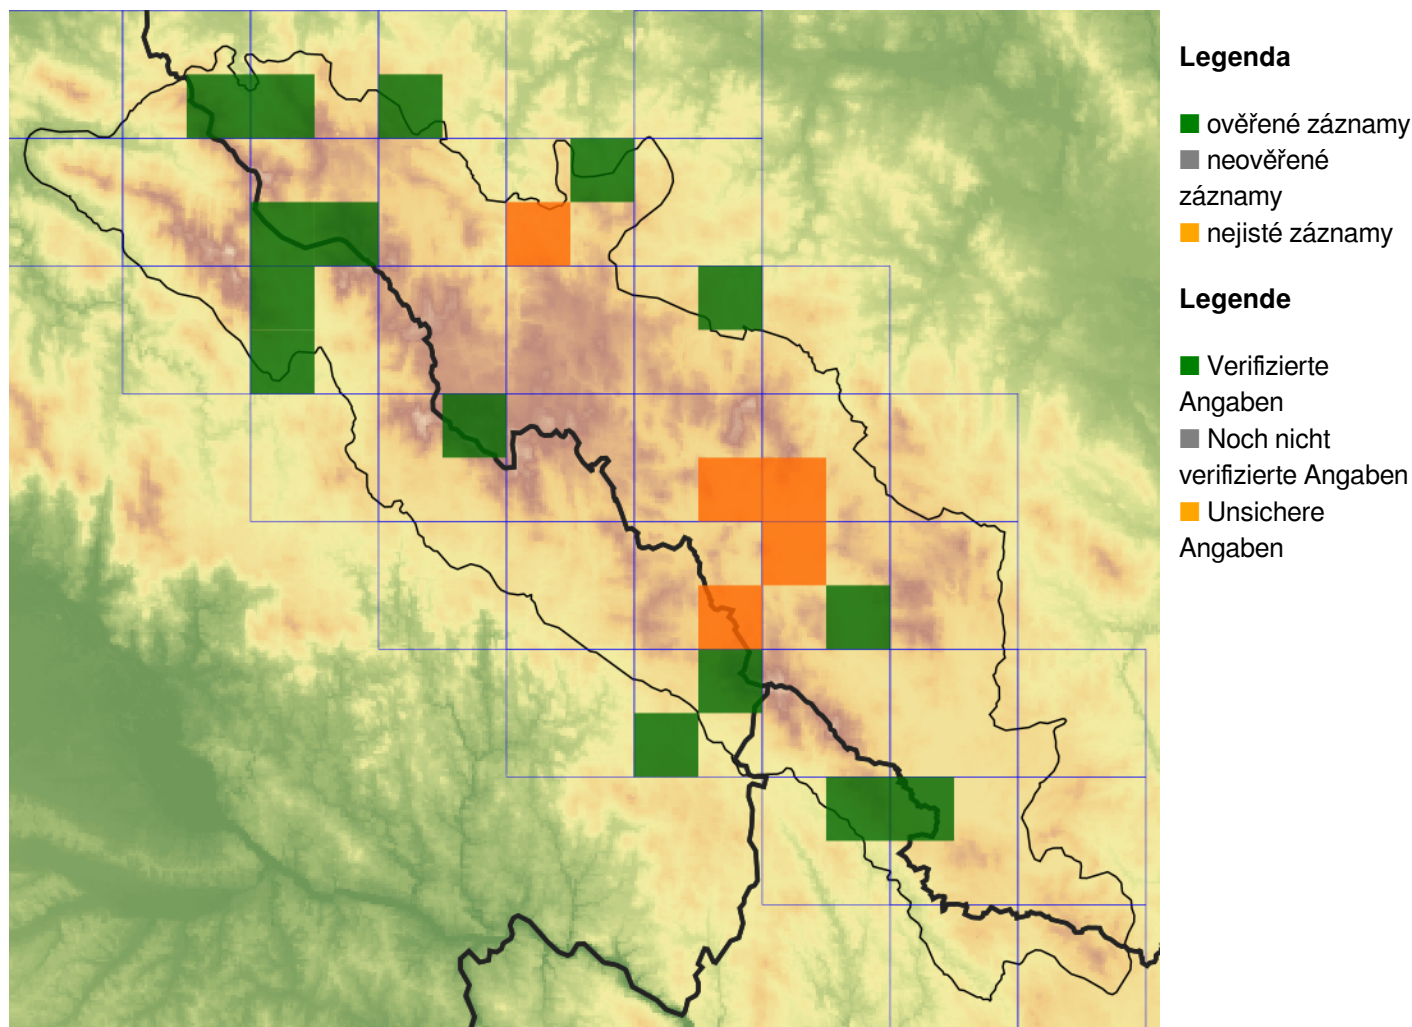 Legenda
ověřené záznamy
neověřené
záznamy
nejisté záznamy
Legende
Verifizierte
Angaben
Noch nicht
verifizierte Angaben
Unsichere
Angaben